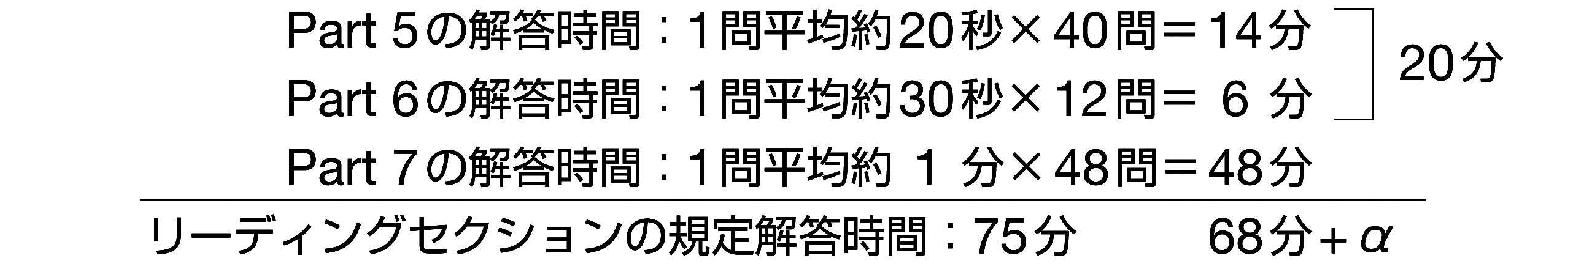 Part 5の解答時間：1問平均約20秒×40問＝14分
20分
Part 6の解答時間：1問平均約30秒×12問＝ 6 分
Part 7の解答時間：1問平均約 1 分×48問＝48分
リーディングセクションの規定解答時間：75分 68分+α